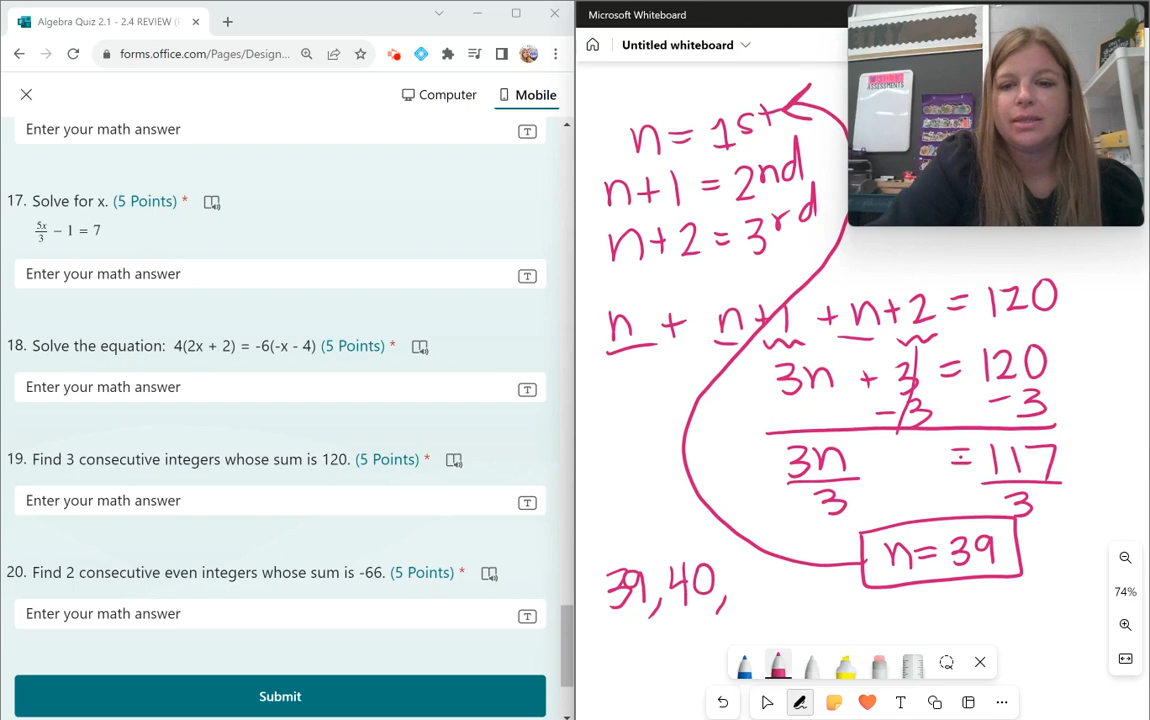 Algebra Quiz 2.1 - 2.4 REVIEW (
forms.office.com/Pages/Design...
Computer
Mobile
Enter your math answer
17. Solve for x. (5 Points) *
5x/3 − 1 = 7
Enter your math answer
18. Solve the equation: 4(2x + 2) = -6(-x - 4) (5 Points) *
Enter your math answer
19. Find 3 consecutive integers whose sum is 120. (5 Points) *
Enter your math answer
20. Find 2 consecutive even integers whose sum is -66. (5 Points) *
Enter your math answer
Submit
Microsoft Whiteboard
Untitled whiteboard
ASSESSMENTS
n = 1st
n+1 = 2nd
n+2 = 3rd
n + n+1 + n+2 = 120
3n + 3 = 120
-3 -3
3n = 117
3 3
n = 39
39, 40,
74%